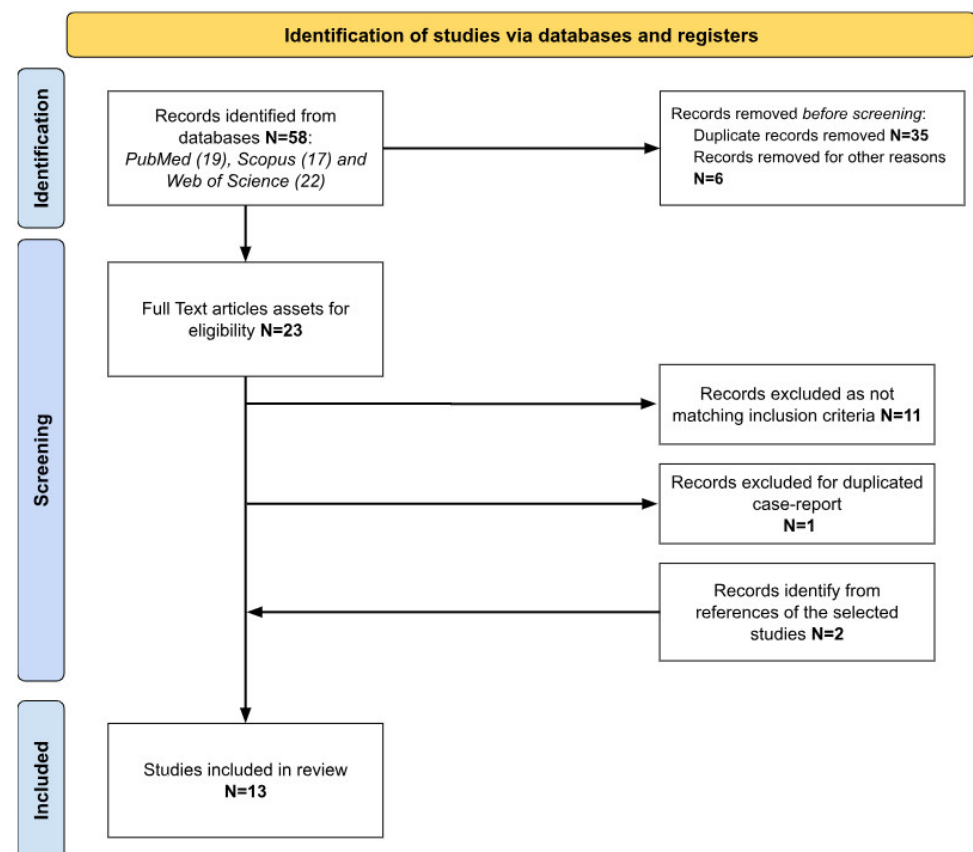 Identification of studies via databases and registers
Identification
Records identified from
databases N=58:
PubMed (19), Scopus (17) and
Web of Science (22)
Records removed before screening:
Duplicate records removed N=35
Records removed for other reasons
N=6
Screening
Full Text articles assets for
eligibility N=23
Records excluded as not
matching inclusion criteria N=11
Records excluded for duplicated
case-report
N=1
Records identify from
references of the selected
studies N=2
Included
Studies included in review
N=13